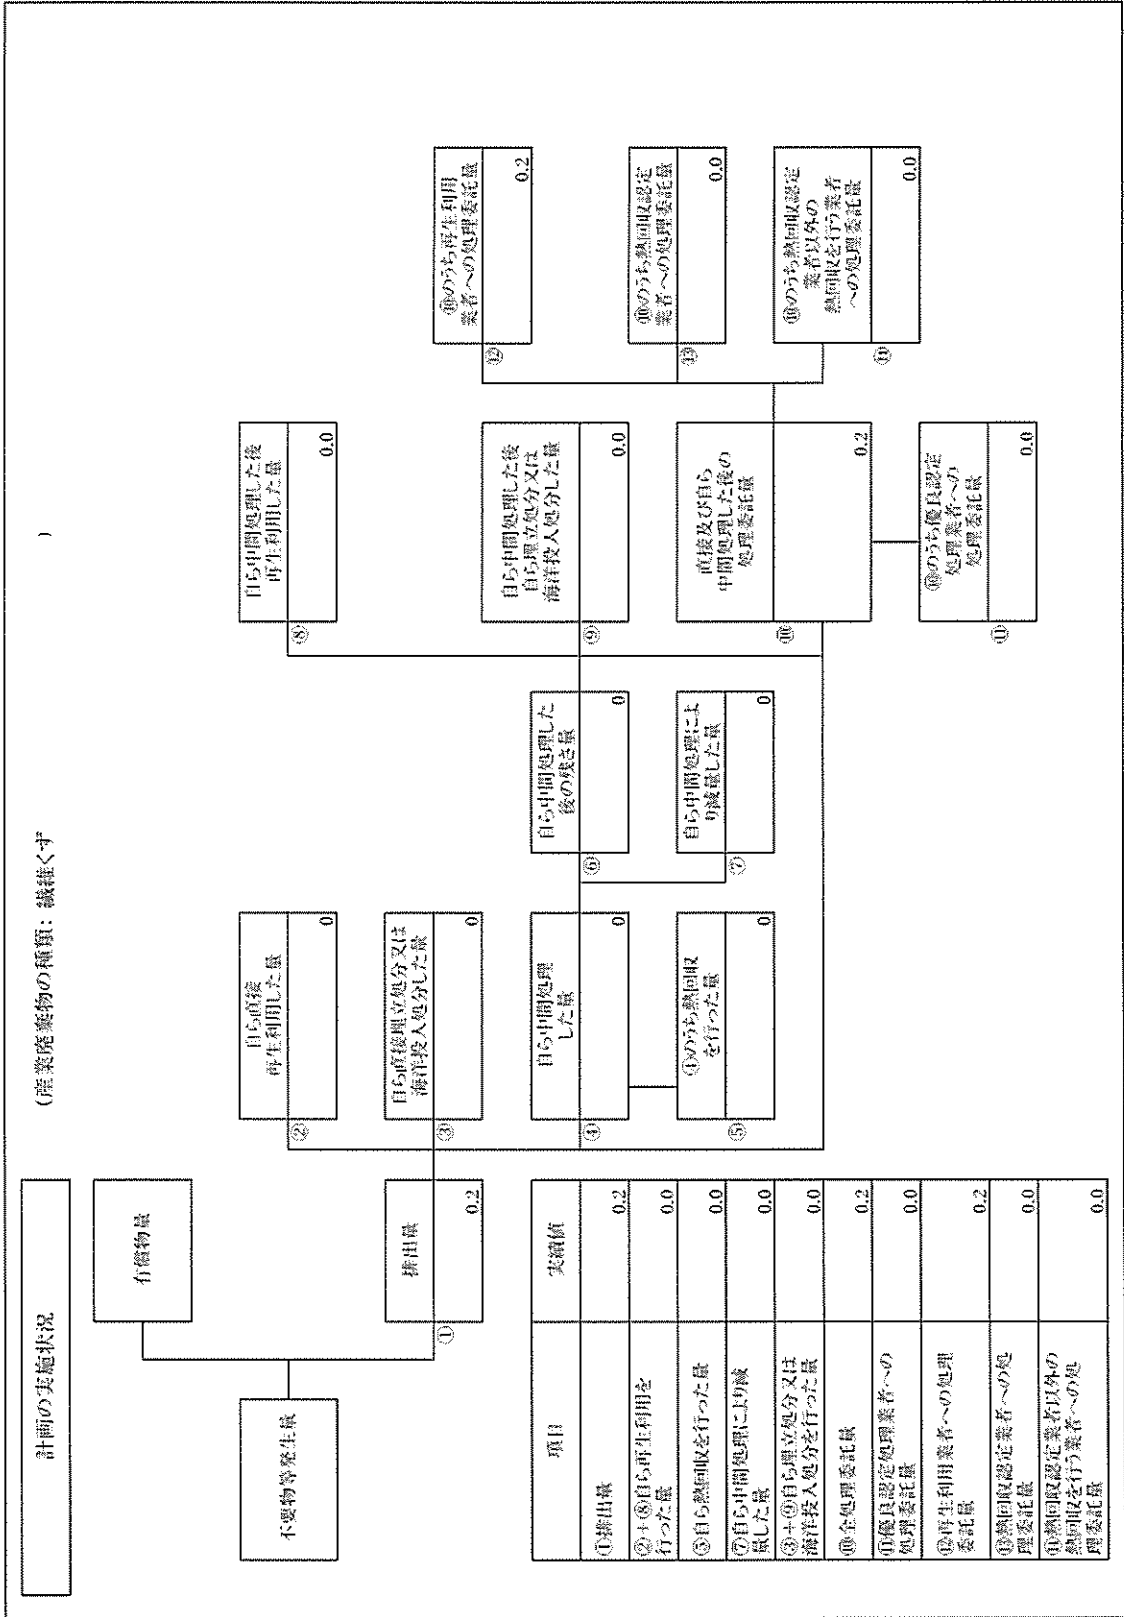 計画の実施状況
(産業廃棄物の種類: 繊維くず
)
不要物等発生量
有償物量
①
排出量
0.2
②
自ら直接
再生利用した量
0
③
自ら直接埋立処分又は
海洋投入処分した量
0
④
自ら中間処理
した量
0
⑤
④のうち熱回収
を行った量
0
⑥
自ら中間処理した
後の残さ量
0
⑦
自ら中間処理によ
り減量した量
0
⑧
自ら中間処理した後
再生利用した量
0.0
⑨
自ら中間処理した後
自ら埋立処分又は
海洋投入処分した量
0.0
⑩
直接及び自ら
中間処理した後の
処理委託量
0.2
⑪
⑩のうち優良認定
処理業者への
処理委託量
0.0
⑫
⑩のうち再生利用
業者への処理委託量
0.2
⑬
⑩のうち熱回収認定
業者への処理委託量
0.0
⑭
⑩のうち熱回収認定
業者以外の
熱回収を行う業者
への処理委託量
0.0
項目 実績値
①排出量 0.2
②+⑧自ら再生利用を
行った量 0.0
⑤自ら熱回収を行った量 0.0
⑦自ら中間処理により減
量した量 0.0
③+⑨自ら埋立処分又は
海洋投入処分を行った量 0.0
⑩全処理委託量 0.2
⑪優良認定処理業者への
処理委託量 0.0
⑫再生利用業者への処理
委託量 0.2
⑬熱回収認定業者への処
理委託量 0.0
⑭熱回収認定業者以外の
熱回収を行う業者への処
理委託量 0.0